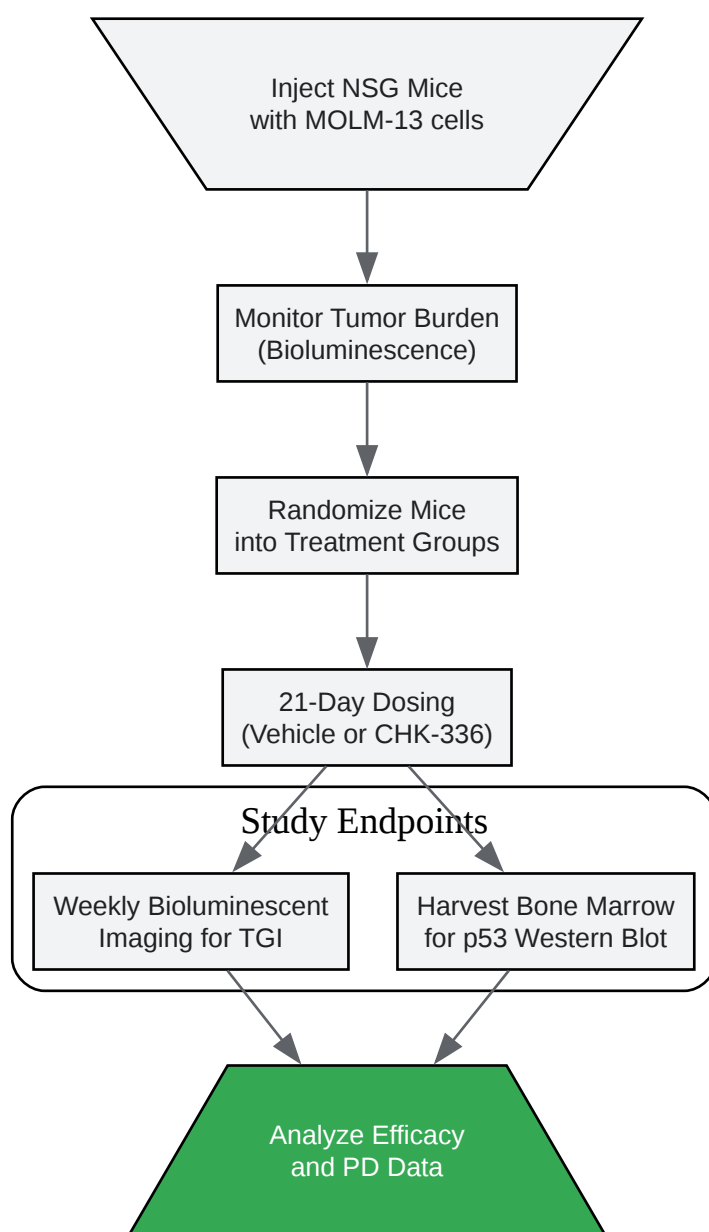 Inject NSG Mice
with MOLM-13 cells
Monitor Tumor Burden
(Bioluminescence)
Randomize Mice
into Treatment Groups
21-Day Dosing
(Vehicle or CHK-336)
Study Endpoints
Weekly Bioluminescent
Imaging for TGI
Harvest Bone Marrow
for p53 Western Blot
Analyze Efficacy
and PD Data